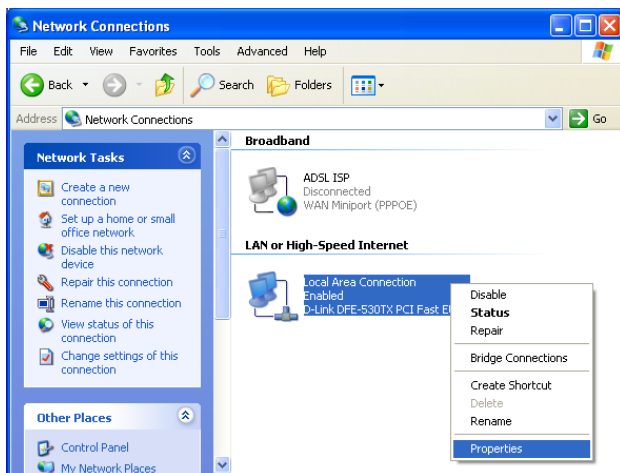 Network Connections
File Edit View Favorites Tools Advanced Help
Back Search Folders
Address Network Connections Go
Network Tasks
Create a new
connection
Set up a home or small
office network
Disable this network
device
Repair this connection
Rename this connection
View status of this
connection
Change settings of this
connection
Other Places
Control Panel
My Network Places
Broadband
ADSL ISP
Disconnected
WAN Miniport (PPPOE)
LAN or High-Speed Internet
Local Area Connection
Enabled
D-Link DFE-530TX PCI Fast
Disable
Status
Repair
Bridge Connections
Create Shortcut
Delete
Rename
Properties